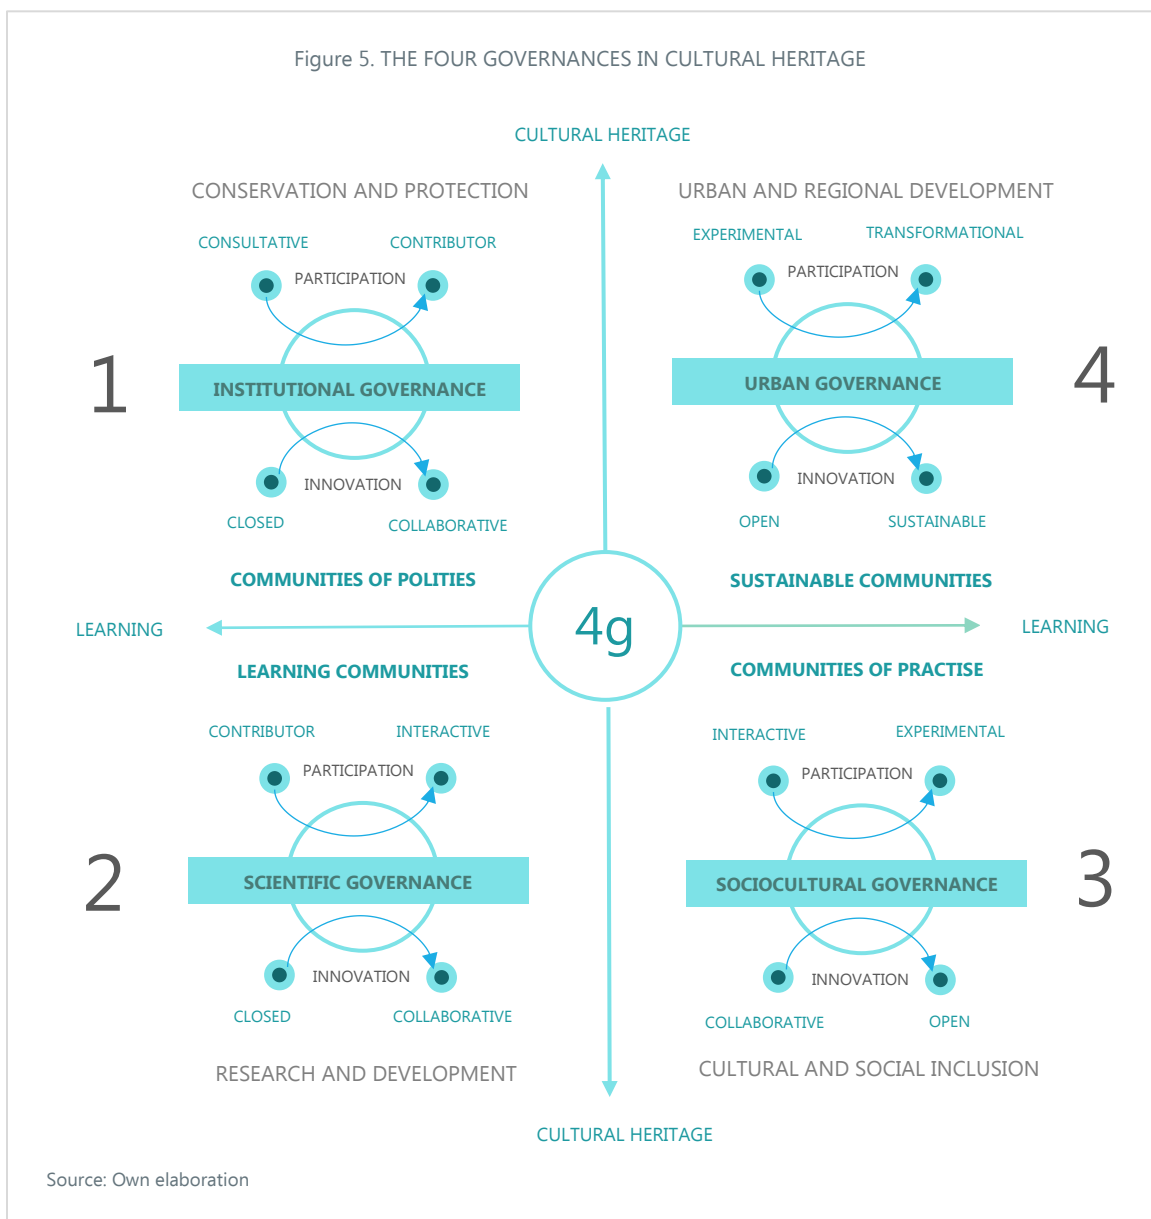 Figure 5. THE FOUR GOVERNANCES IN CULTURAL HERITAGE
CULTURAL HERITAGE
CONSERVATION AND PROTECTION
CONSULTATIVE
CONTRIBUTOR
PARTICIPATION
1
INSTITUTIONAL GOVERNANCE
INNOVATION
CLOSED
COLLABORATIVE
COMMUNITIES OF POLITIES
URBAN AND REGIONAL DEVELOPMENT
EXPERIMENTAL
TRANSFORMATIONAL
PARTICIPATION
URBAN GOVERNANCE
4
INNOVATION
OPEN
SUSTAINABLE
SUSTAINABLE COMMUNITIES
LEARNING
4g
LEARNING
LEARNING COMMUNITIES
CONTRIBUTOR
INTERACTIVE
PARTICIPATION
2
SCIENTIFIC GOVERNANCE
INNOVATION
CLOSED
COLLABORATIVE
RESEARCH AND DEVELOPMENT
COMMUNITIES OF PRACTISE
INTERACTIVE
EXPERIMENTAL
PARTICIPATION
SOCIOCULTURAL GOVERNANCE
3
INNOVATION
COLLABORATIVE
OPEN
CULTURAL AND SOCIAL INCLUSION
CULTURAL HERITAGE
Source: Own elaboration